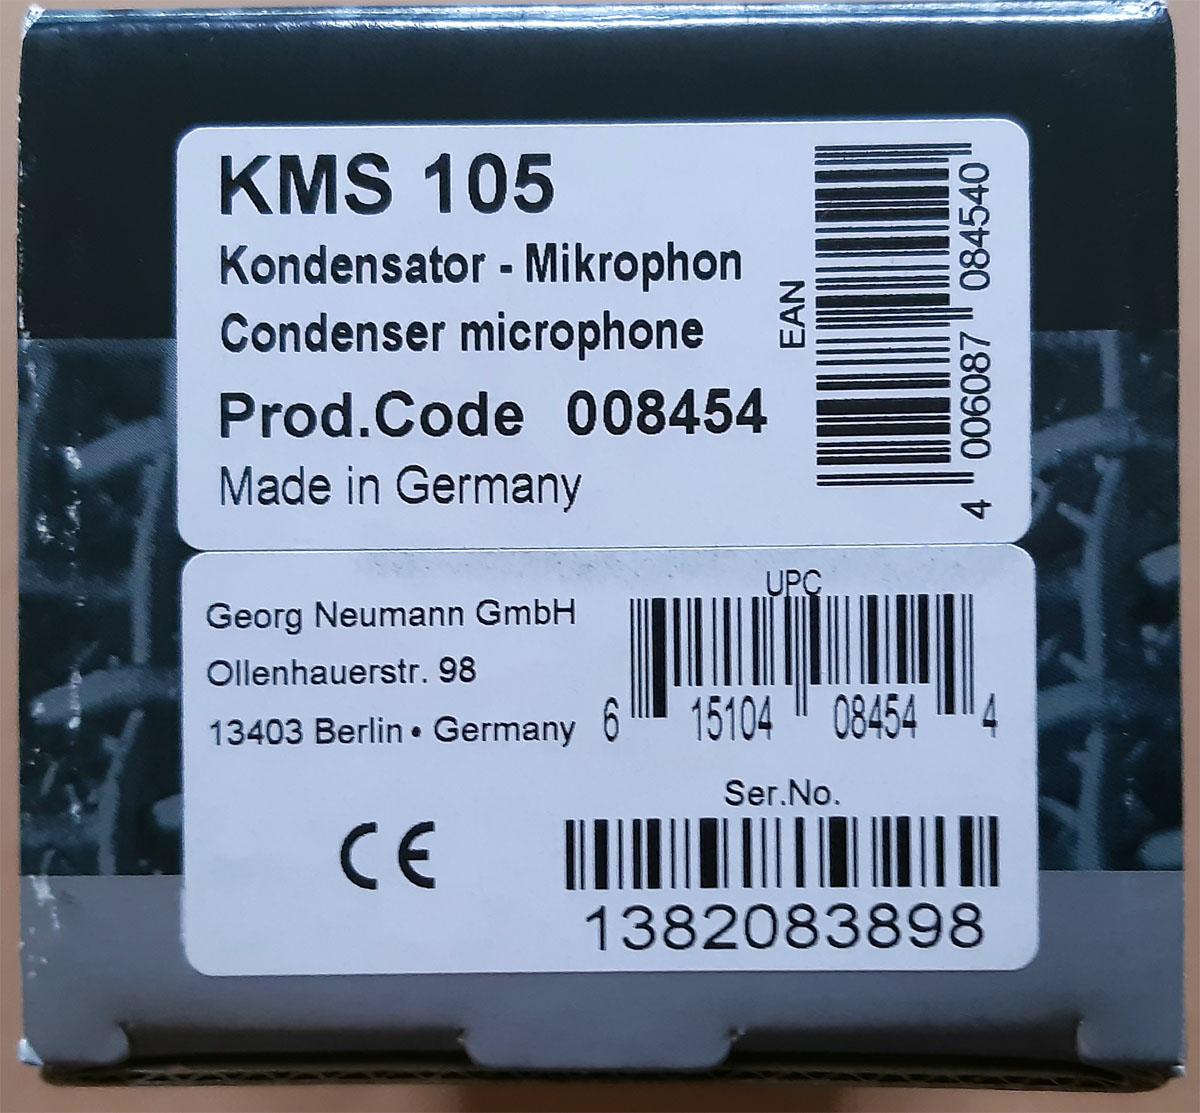 KMS 105
Kondensator - Mikrophon
Condenser microphone
Prod.Code 008454
Made in Germany
EAN
4 006087 084540
Georg Neumann GmbH
Ollenhauerstr. 98
13403 Berlin • Germany
CE
UPC
6 15104 08454 4
Ser.No.
1382083898